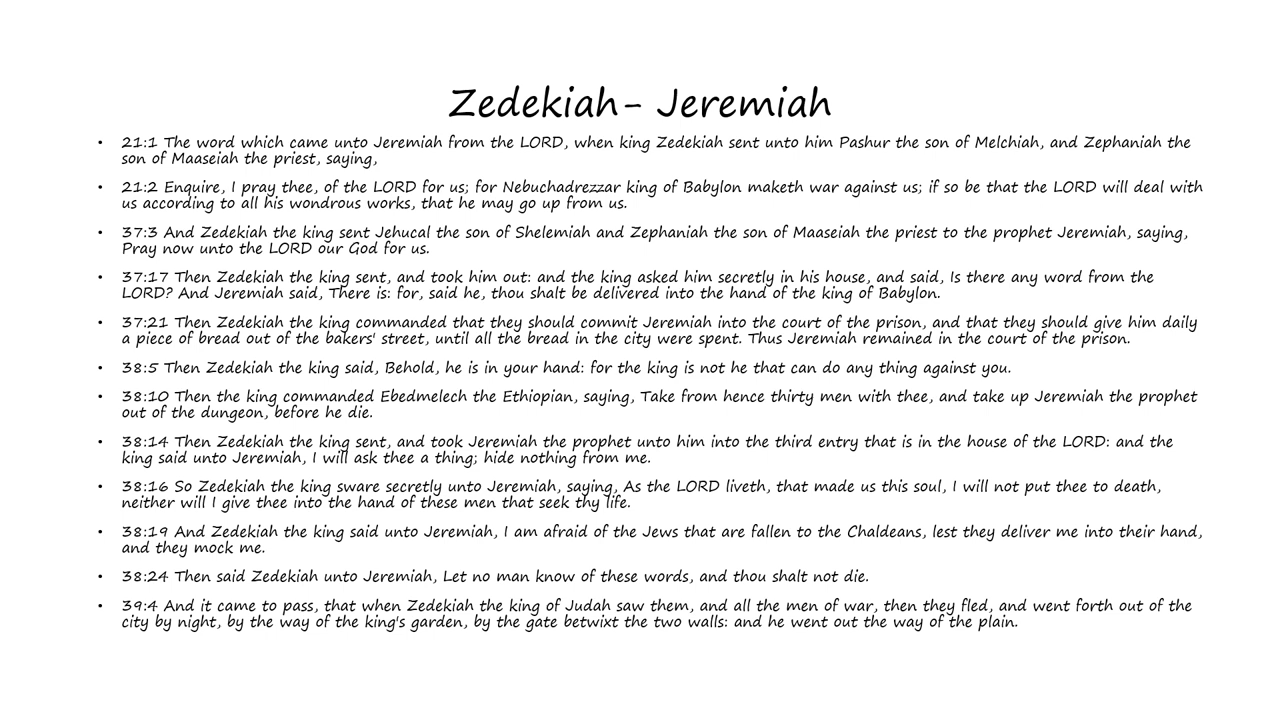 Zedekiah- Jeremiah
• 21:1 The word which came unto Jeremiah from the LORD, when king Zedekiah sent unto him Pashur the son of Melchiah, and Zephaniah the
son of Maaseiah the priest, saying,
• 21:2 Enquire, I pray thee, of the LORD for us; for Nebuchadrezzar king of Babylon maketh war against us; if so be that the LORD will deal with
us according to all his wondrous works, that he may go up from us.
• 37:3 And Zedekiah the king sent Jehucal the son of Shelemiah and Zephaniah the son of Maaseiah the priest to the prophet Jeremiah, saying,
Pray now unto the LORD our God for us.
• 37:17 Then Zedekiah the king sent, and took him out: and the king asked him secretly in his house, and said, Is there any word from the
LORD? And Jeremiah said, There is: for, said he, thou shalt be delivered into the hand of the king of Babylon.
• 37:21 Then Zedekiah the king commanded that they should commit Jeremiah into the court of the prison, and that they should give him daily
a piece of bread out of the bakers' street, until all the bread in the city were spent. Thus Jeremiah remained in the court of the prison.
• 38:5 Then Zedekiah the king said, Behold, he is in your hand: for the king is not he that can do any thing against you.
• 38:10 Then the king commanded Ebedmelech the Ethiopian, saying, Take from hence thirty men with thee, and take up Jeremiah the prophet
out of the dungeon, before he die.
• 38:14 Then Zedekiah the king sent, and took Jeremiah the prophet unto him into the third entry that is in the house of the LORD: and the
king said unto Jeremiah, I will ask thee a thing; hide nothing from me.
• 38:16 So Zedekiah the king sware secretly unto Jeremiah, saying, As the LORD liveth, that made us this soul, I will not put thee to death,
neither will I give thee into the hand of these men that seek thy life.
• 38:19 And Zedekiah the king said unto Jeremiah, I am afraid of the Jews that are fallen to the Chaldeans, lest they deliver me into their hand,
and they mock me.
• 38:24 Then said Zedekiah unto Jeremiah, Let no man know of these words, and thou shalt not die.
• 39:4 And it came to pass, that when Zedekiah the king of Judah saw them, and all the men of war, then they fled, and went forth out of the
city by night, by the way of the king's garden, by the gate betwixt the two walls: and he went out the way of the plain.